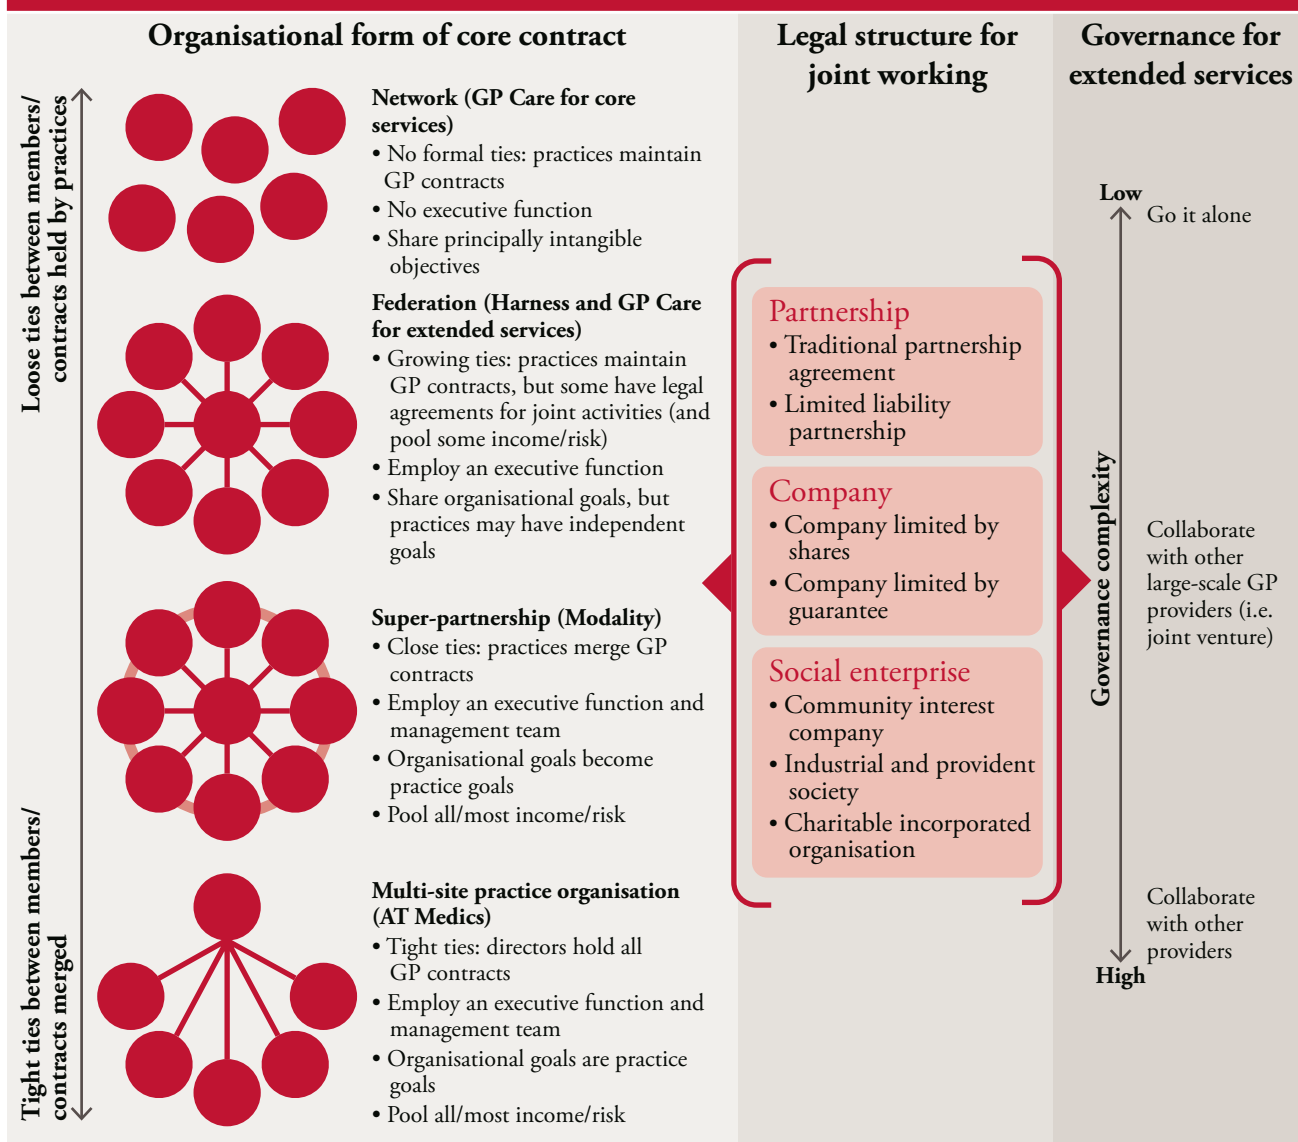 Organisational form of core contract
Legal structure for
joint working
Governance for
extended services
Loose ties between members/
contracts held by practices
Tight ties between members/
contracts merged
Network (GP Care for core
services)
• No formal ties: practices maintain
GP contracts
• No executive function
• Share principally intangible
objectives
Federation (Harness and GP Care
for extended services)
• Growing ties: practices maintain
GP contracts, but some have legal
agreements for joint activities (and
pool some income/risk)
• Employ an executive function
• Share organisational goals, but
practices may have independent
goals
Super-partnership (Modality)
• Close ties: practices merge GP
contracts
• Employ an executive function and
management team
• Organisational goals become
practice goals
• Pool all/most income/risk
Multi-site practice organisation
(AT Medics)
• Tight ties: directors hold all
GP contracts
• Employ an executive function and
management team
• Organisational goals are practice
goals
• Pool all/most income/risk
Partnership
• Traditional partnership
agreement
• Limited liability
partnership
Company
• Company limited by
shares
• Company limited by
guarantee
Social enterprise
• Community interest
company
• Industrial and provident
society
• Charitable incorporated
organisation
Governance complexity
Low
Go it alone
Collaborate
with other
large-scale GP
providers (i.e.
joint venture)
Collaborate
with other
providers
High